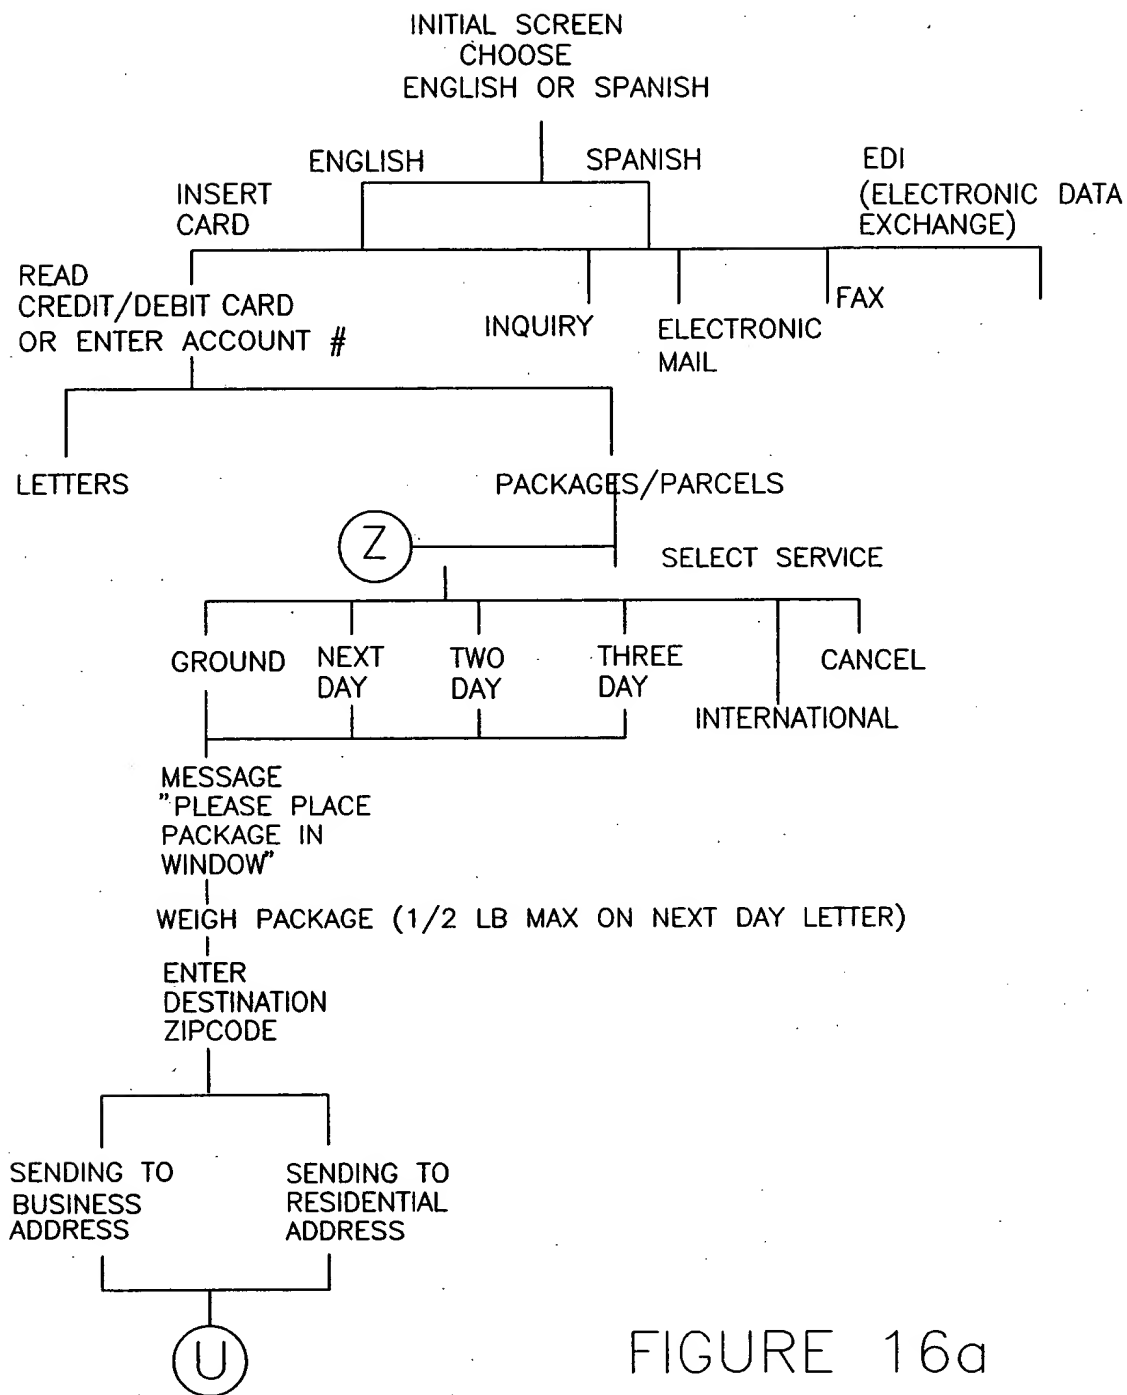 INITIAL SCREEN
CHOOSE
ENGLISH OR SPANISH
ENGLISH
SPANISH
EDI
(ELECTRONIC DATA
EXCHANGE)
INSERT
CARD
READ
CREDIT/DEBIT CARD
OR ENTER ACCOUNT #
INQUIRY
ELECTRONIC
MAIL
FAX
LETTERS
PACKAGES/PARCELS
Z
SELECT SERVICE
GROUND
NEXT
DAY
TWO
DAY
THREE
DAY
INTERNATIONAL
CANCEL
MESSAGE
"PLEASE PLACE
PACKAGE IN
WINDOW"
WEIGH PACKAGE (1/2 LB MAX ON NEXT DAY LETTER)
ENTER
DESTINATION
ZIPCODE
SENDING TO
BUSINESS
ADDRESS
SENDING TO
RESIDENTIAL
ADDRESS
U
FIGURE 16a